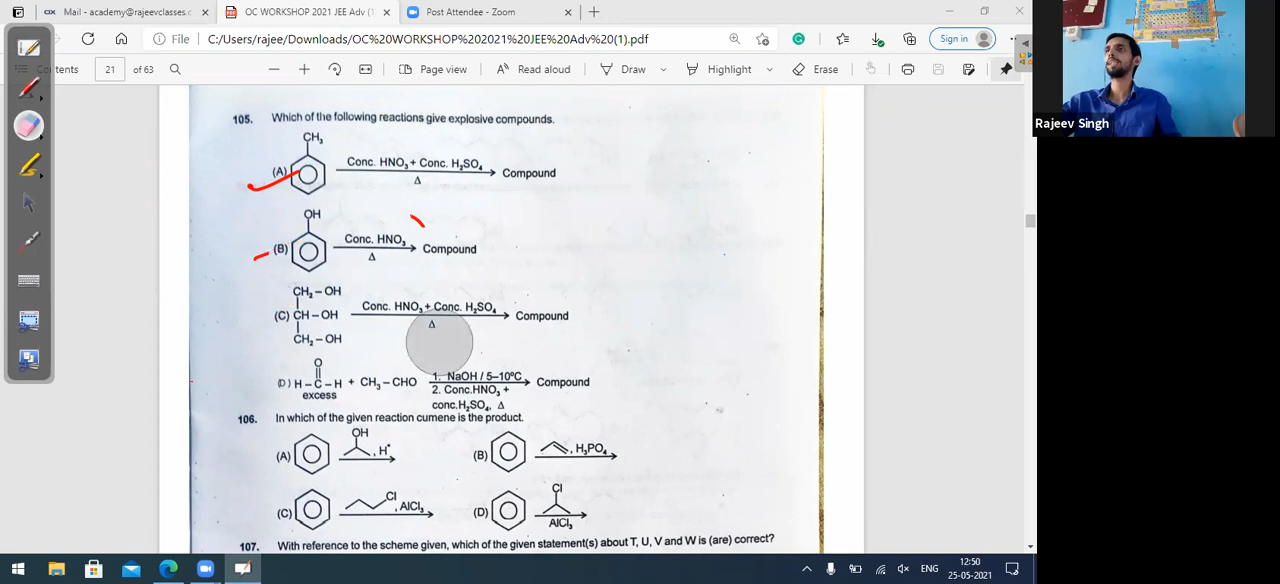 Mail - academy@rajeevclasses.c
OC WORKSHOP 2021 JEE Adv (1
Post Attendee - Zoom
File
C:/Users/rajee/Downloads/OC%20WORKSHOP%202021%20JEE%20Adv%20(1).pdf
Sign in
Contents
21 of 63
Page view
Read aloud
Draw
Highlight
Erase
Rajeev Singh
105. Which of the following reactions give explosive compounds.
CH₃
(A) Conc. HNO₃ + Conc. H₂SO₄ Compound
Δ
OH
(B) Conc. HNO₃ Compound
Δ
CH₂ – OH
(C) CH – OH Conc. HNO₃ + Conc. H₂SO₄ Compound
Δ
CH₂ – OH
O
(D) H – C – H + CH₃ – CHO 1. NaOH / 5–10°C Compound
excess 2. Conc.HNO₃ +
conc.H₂SO₄, Δ
106. In which of the given reaction cumene is the product.
OH
(A) , H⁺
(B) , H₃PO₄
(C) Cl , AlCl₃
Cl
(D) AlCl₃
107. With reference to the scheme given, which of the given statement(s) about T, U, V and W is (are) correct?
ENG
12:50
25-05-2021